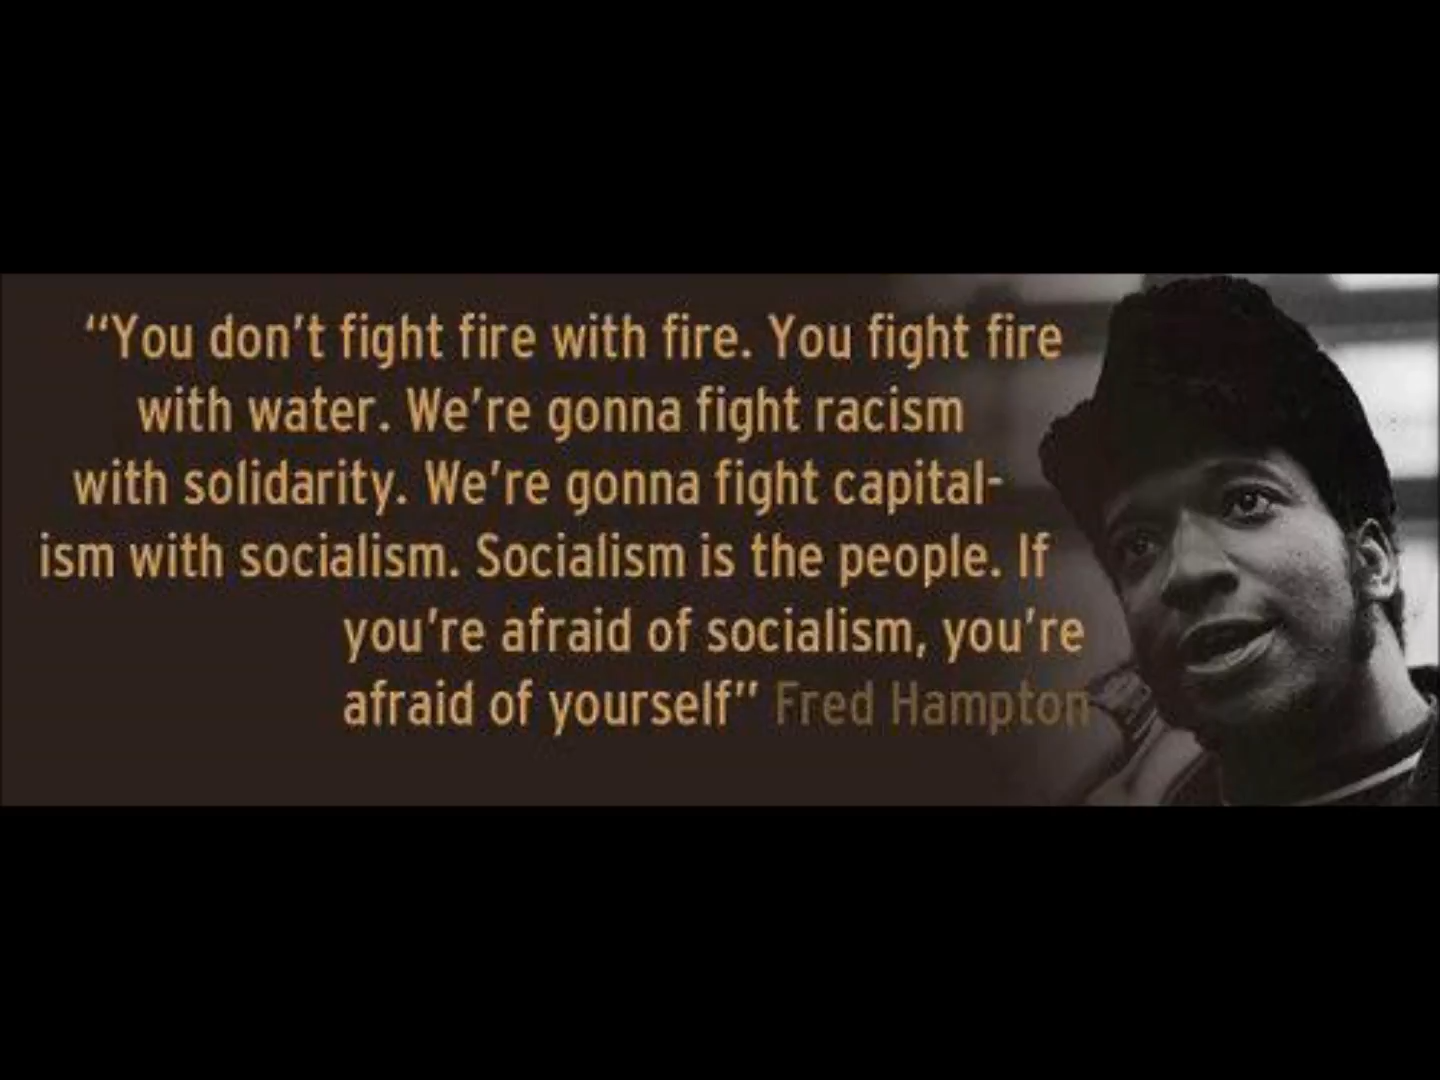 “You don’t fight fire with fire. You fight fire
with water. We’re gonna fight racism
with solidarity. We’re gonna fight capital-
ism with socialism. Socialism is the people. If
you’re afraid of socialism, you’re
afraid of yourself” Fred Hampton